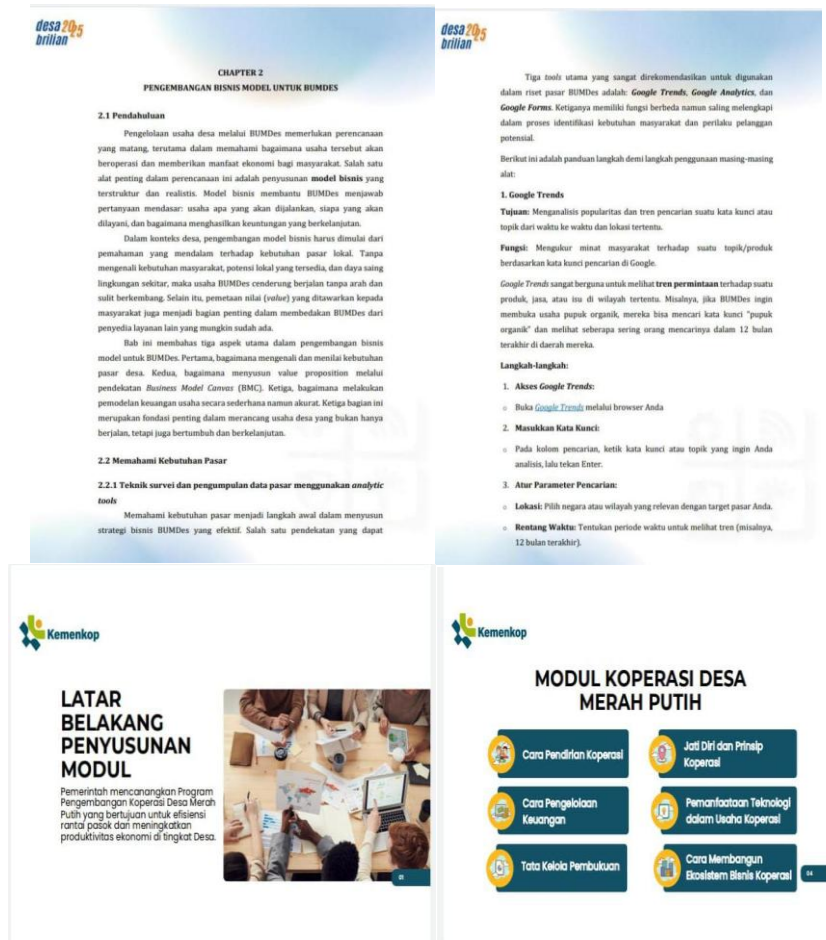 desa 2025
brilian
CHAPTER 2
PENGEMBANGAN BISNIS MODEL UNTUK BUMDES
2.1 Pendahuluan
Pengelolaan usaha desa melalui BUMDes memerlukan perencanaan
yang matang, terutama dalam memahami bagaimana usaha tersebut akan
beroperasi dan memberikan manfaat ekonomi bagi masyarakat. Salah satu
alat penting dalam perencanaan ini adalah penyusunan model bisnis yang
terstruktur dan realistis. Model bisnis membantu BUMDes menjawab
pertanyaan mendasar: usaha apa yang akan dijalankan, siapa yang akan
dilayani, dan bagaimana menghasilkan keuntungan yang berkelanjutan.
Dalam konteks desa, pengembangan model bisnis harus dimulai dari
pemahaman yang mendalam terhadap kebutuhan pasar lokal. Tanpa
mengenali kebutuhan masyarakat, potensi lokal yang tersedia, dan daya saing
lingkungan sekitar, maka usaha BUMDes cenderung berjalan tanpa arah dan
sulit berkembang. Selain itu, pemetaan nilai (value) yang ditawarkan kepada
masyarakat juga menjadi bagian penting dalam membedakan BUMDes dari
penyedia layanan lain yang mungkin sudah ada.
Bab ini membahas tiga aspek utama dalam pengembangan bisnis
model untuk BUMDes. Pertama, bagaimana mengenali dan menilai kebutuhan
pasar desa. Kedua, bagaimana menyusun value proposition melalui
pendekatan Business Model Canvas (BMC). Ketiga, bagaimana melakukan
pemodelan keuangan usaha secara sederhana namun akurat. Ketiga bagian ini
merupakan fondasi penting dalam merancang usaha desa yang bukan hanya
berjalan, tetapi juga bertumbuh dan berkelanjutan.
2.2 Memahami Kebutuhan Pasar
2.2.1 Teknik survei dan pengumpulan data pasar menggunakan analytic
tools
Memahami kebutuhan pasar menjadi langkah awal dalam menyusun
strategi bisnis BUMDes yang efektif. Salah satu pendekatan yang dapat
desa 2025
brilian
Tiga tools utama yang sangat direkomendasikan untuk digunakan
dalam riset pasar BUMDes adalah: Google Trends, Google Analytics, dan
Google Forms. Ketiganya memiliki fungsi berbeda namun saling melengkapi
dalam proses identifikasi kebutuhan masyarakat dan perilaku pelanggan
potensial.
Berikut ini adalah panduan langkah demi langkah penggunaan masing-masing
alat:
1. Google Trends
Tujuan: Menganalisis popularitas dan tren pencarian suatu kata kunci atau
topik dari waktu ke waktu dan lokasi tertentu.
Fungsi: Mengukur minat masyarakat terhadap suatu topik/produk
berdasarkan kata kunci pencarian di Google.
Google Trends sangat berguna untuk melihat tren permintaan terhadap suatu
produk, jasa, atau isu di wilayah tertentu. Misalnya, jika BUMDes ingin
membuka usaha pupuk organik, mereka bisa mencari kata kunci "pupuk
organik" dan melihat seberapa sering orang mencarinya dalam 12 bulan
terakhir di daerah mereka.
Langkah-langkah:
1. Akses Google Trends:
o Buka Google Trends melalui browser Anda
2. Masukkan Kata Kunci:
o Pada kolom pencarian, ketik kata kunci atau topik yang ingin Anda
analisis, lalu tekan Enter.
3. Atur Parameter Pencarian:
o Lokasi: Pilih negara atau wilayah yang relevan dengan target pasar Anda.
o Rentang Waktu: Tentukan periode waktu untuk melihat tren (misalnya,
12 bulan terakhir).
Kemenkop
LATAR
BELAKANG
PENYUSUNAN
MODUL
Pemerintah mencanangkan Program
Pengembangan Koperasi Desa Merah
Putih yang bertujuan untuk efisiensi
rantai pasok dan meningkatkan
produktivitas ekonomi di tingkat Desa.
Kemenkop
MODUL KOPERASI DESA
MERAH PUTIH
Cara Pendirian Koperasi
Jati Diri dan Prinsip
Koperasi
Cara Pengelolaan
Keuangan
Pemanfaatan Teknologi
dalam Usaha Koperasi
Tata Kelola Pembukuan
Cara Membangun
Ekosistem Bisnis Koperasi
04